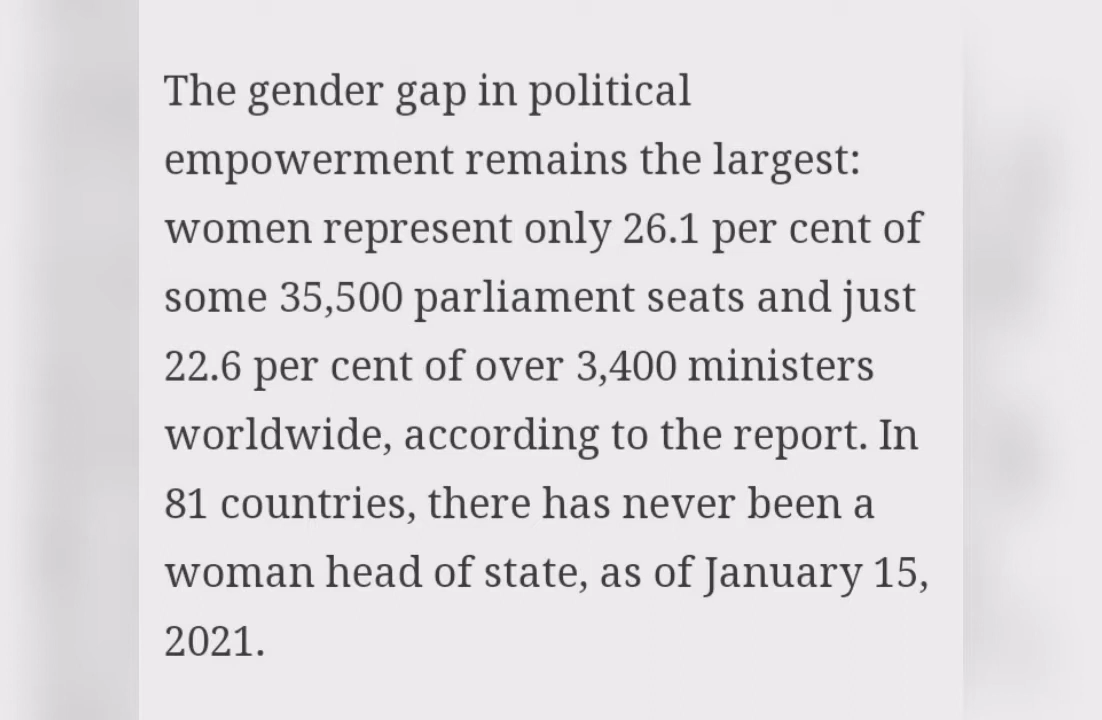 The gender gap in political
empowerment remains the largest:
women represent only 26.1 per cent of
some 35,500 parliament seats and just
22.6 per cent of over 3,400 ministers
worldwide, according to the report. In
81 countries, there has never been a
woman head of state, as of January 15,
2021.